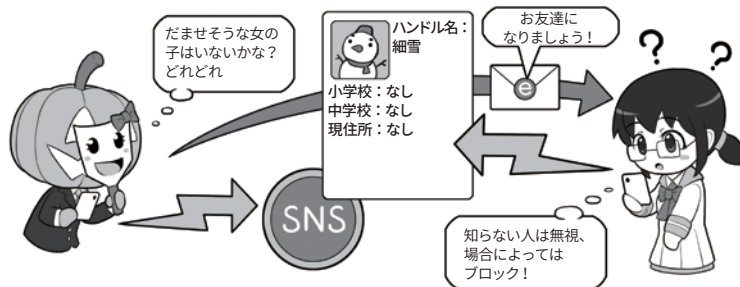 だませそうな女の
子はいないかな？
どれどれ
ハンドル名：
細雪
小学校：なし
中学校：なし
現住所：なし
お友達に
なりましょう！
e
？
？
SNS
知らない人は無視、
場合によっては
ブロック！